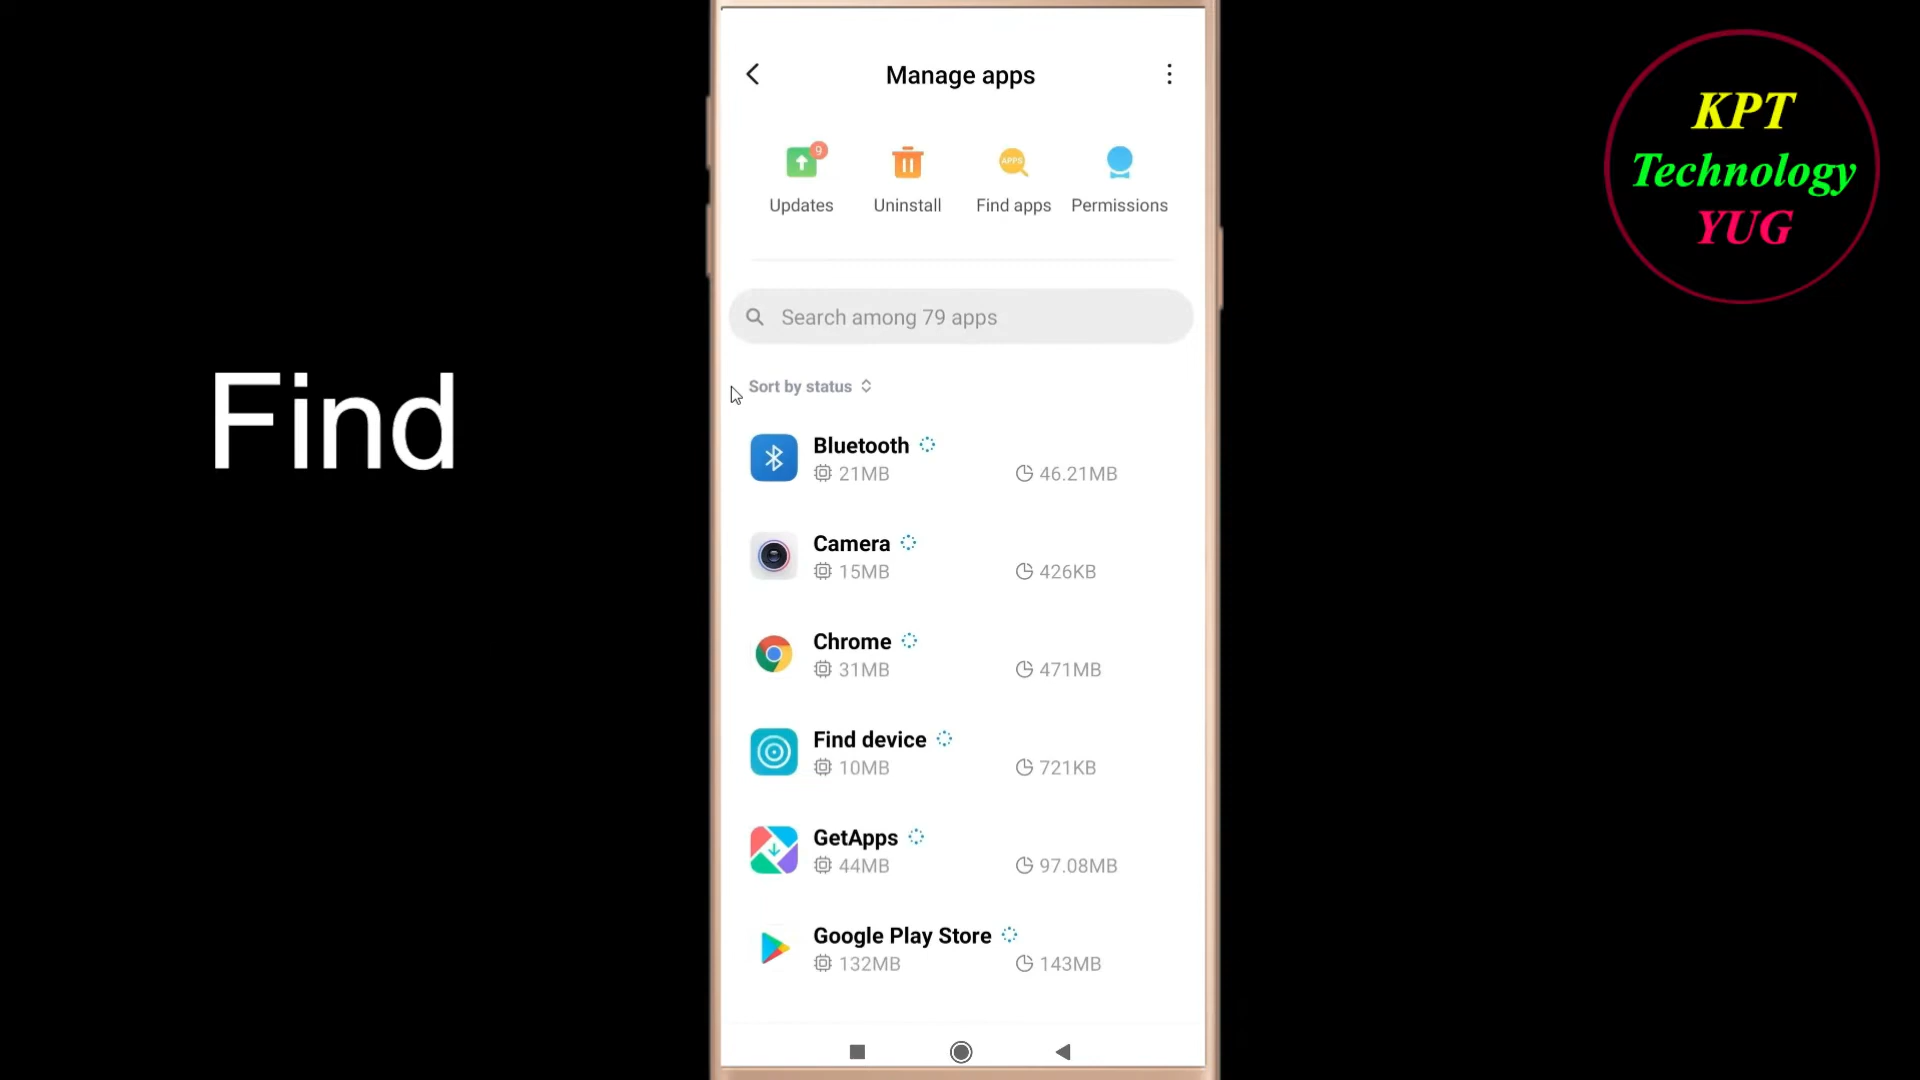 Manage apps
9
Updates
Uninstall
APPS
Find apps
Permissions
Search among 79 apps
Sort by status
Bluetooth
21MB
46.21MB
Camera
15MB
426KB
Chrome
31MB
471MB
Find device
10MB
721KB
GetApps
44MB
97.08MB
Google Play Store
132MB
143MB
Find
KPT
Technology
YUG